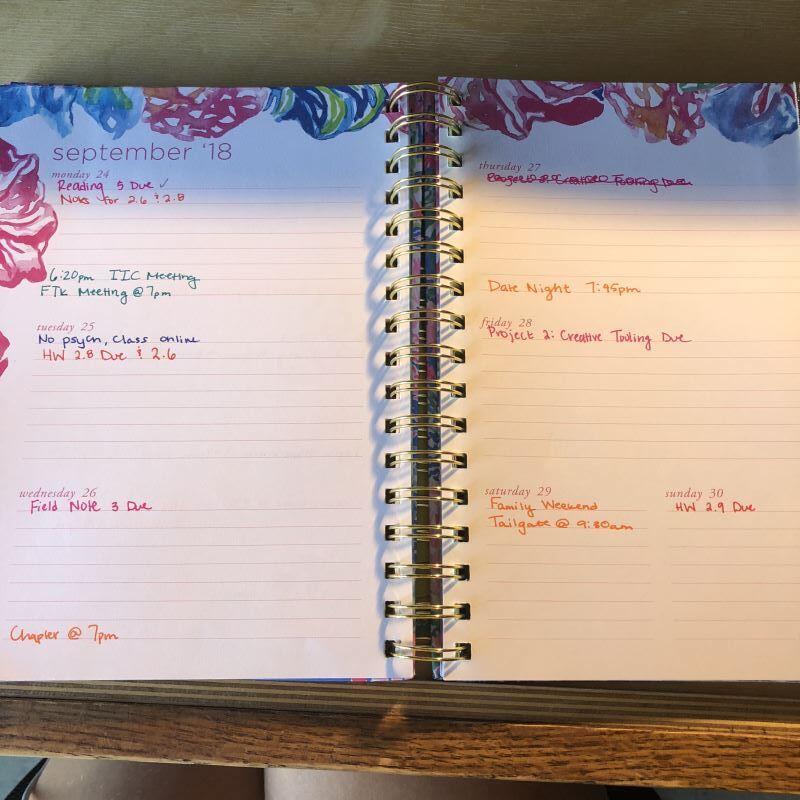 september '18
monday 24
Reading 5 Due ✓
Notes for 2.6 & 2.8
6:20pm IIC Meeting
FTK Meeting @ 7pm
tuesday 25
No psych, Class online
HW 2.8 Due & 2.6
wednesday 26
Field Note 3 Due
Chapter @ 7pm
thursday 27
Project 2: Creative Tooling Due
Date Night 7:45pm
friday 28
Project 2: Creative Tooling Due
saturday 29
Family Weekend
Tailgate @ 9:30am
sunday 30
HW 2.9 Due